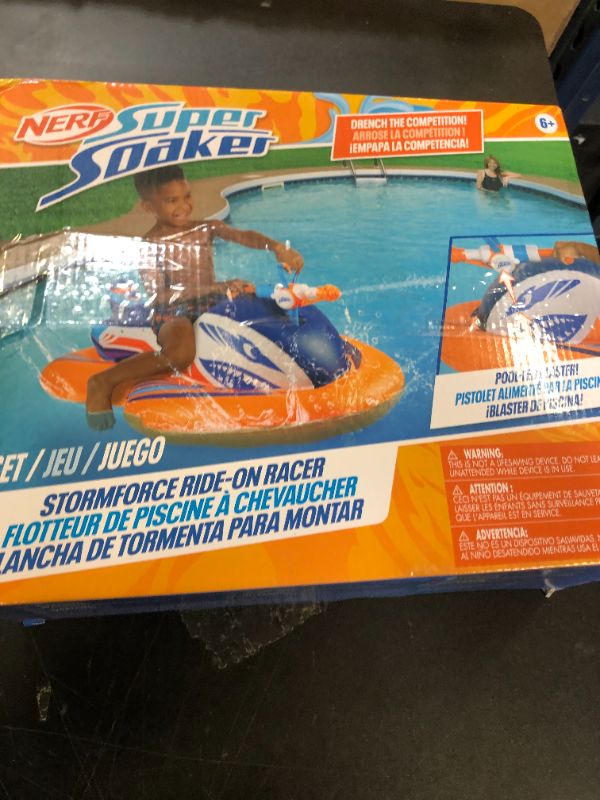 NERF
SUPER
SOAKER
DRENCH THE COMPETITION!
ARROSE LA COMPÉTITION !
¡EMPAPA LA COMPETENCIA!
6+
PISTOLET ALIMENTÉ PAR LA PISCIN
¡BLASTER DE PISCINA!
SET / JEU / JUEGO
STORMFORCE RIDE-ON RACER
FLOTTEUR DE PISCINE À CHEVAUCHER
LANCHA DE TORMENTA PARA MONTAR
WARNING:
THIS IS NOT A LIFESAVING DEVICE. DO NOT LEA
UNATTENDED WHILE DEVICE IS IN USE.
ATTENTION :
CECI N'EST PAS UN ÉQUIPEMENT DE SAUVETA
LAISSER LES ENFANTS SANS SURVEILLANCE P
QUE L'APPAREIL EST EN SERVICE.
ADVERTENCIA:
ESTE NO ES UN DISPOSITIVO SALVAVIDAS. N
AL NIÑO DESATENDIDO MIENTRAS USA EL